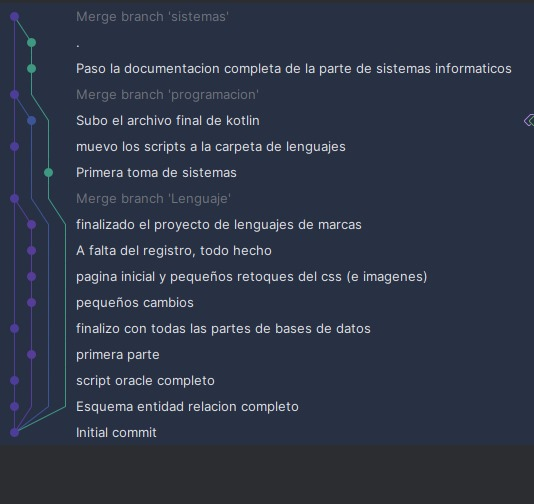 Merge branch 'sistemas'
.
Paso la documentacion completa de la parte de sistemas informaticos
Merge branch 'programacion'
Subo el archivo final de kotlin
muevo los scripts a la carpeta de lenguajes
Primera toma de sistemas
Merge branch 'Lenguaje'
finalizado el proyecto de lenguajes de marcas
A falta del registro, todo hecho
pagina inicial y pequeños retoques del css (e imagenes)
pequeños cambios
finalizo con todas las partes de bases de datos
primera parte
script oracle completo
Esquema entidad relacion completo
Initial commit